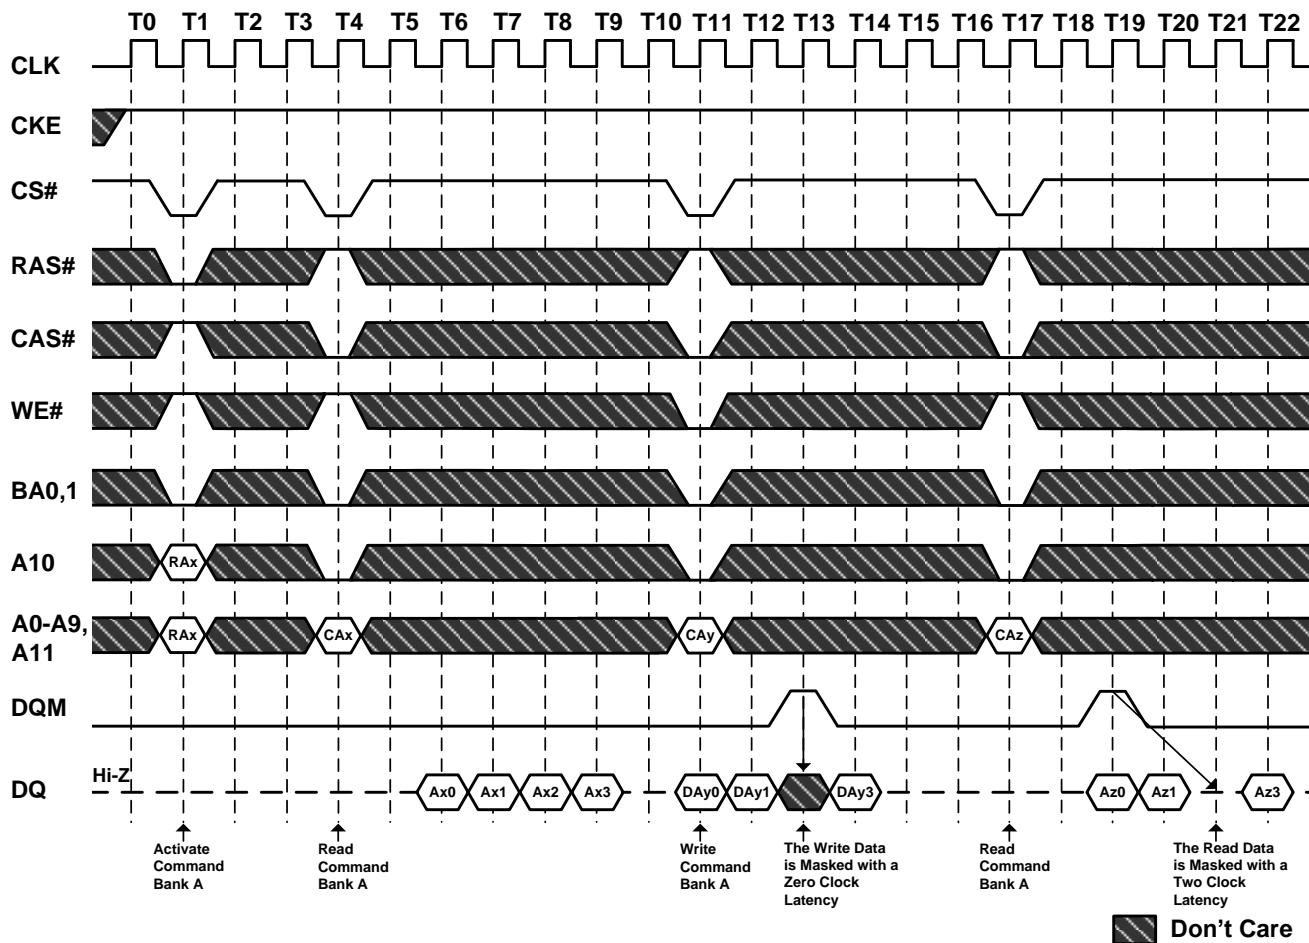 T0 T1 T2 T3 T4 T5 T6 T7 T8 T9 T10 T11 T12 T13 T14 T15 T16 T17 T18 T19 T20 T21 T22
CLK
CKE
CS#
RAS#
CAS#
WE#
BA0,1
A10
RAx
A0-A9,
A11
RAx CAx CAy CAz
DQM
Hi-Z
DQ
Ax0 Ax1 Ax2 Ax3 DAy0 DAy1 DAy3 Az0 Az1 Az3
Activate
Command
Bank A
Read
Command
Bank A
Write
Command
Bank A
The Write Data
is Masked with a
Zero Clock
Latency
Read
Command
Bank A
The Read Data
is Masked with a
Two Clock
Latency
Don't Care